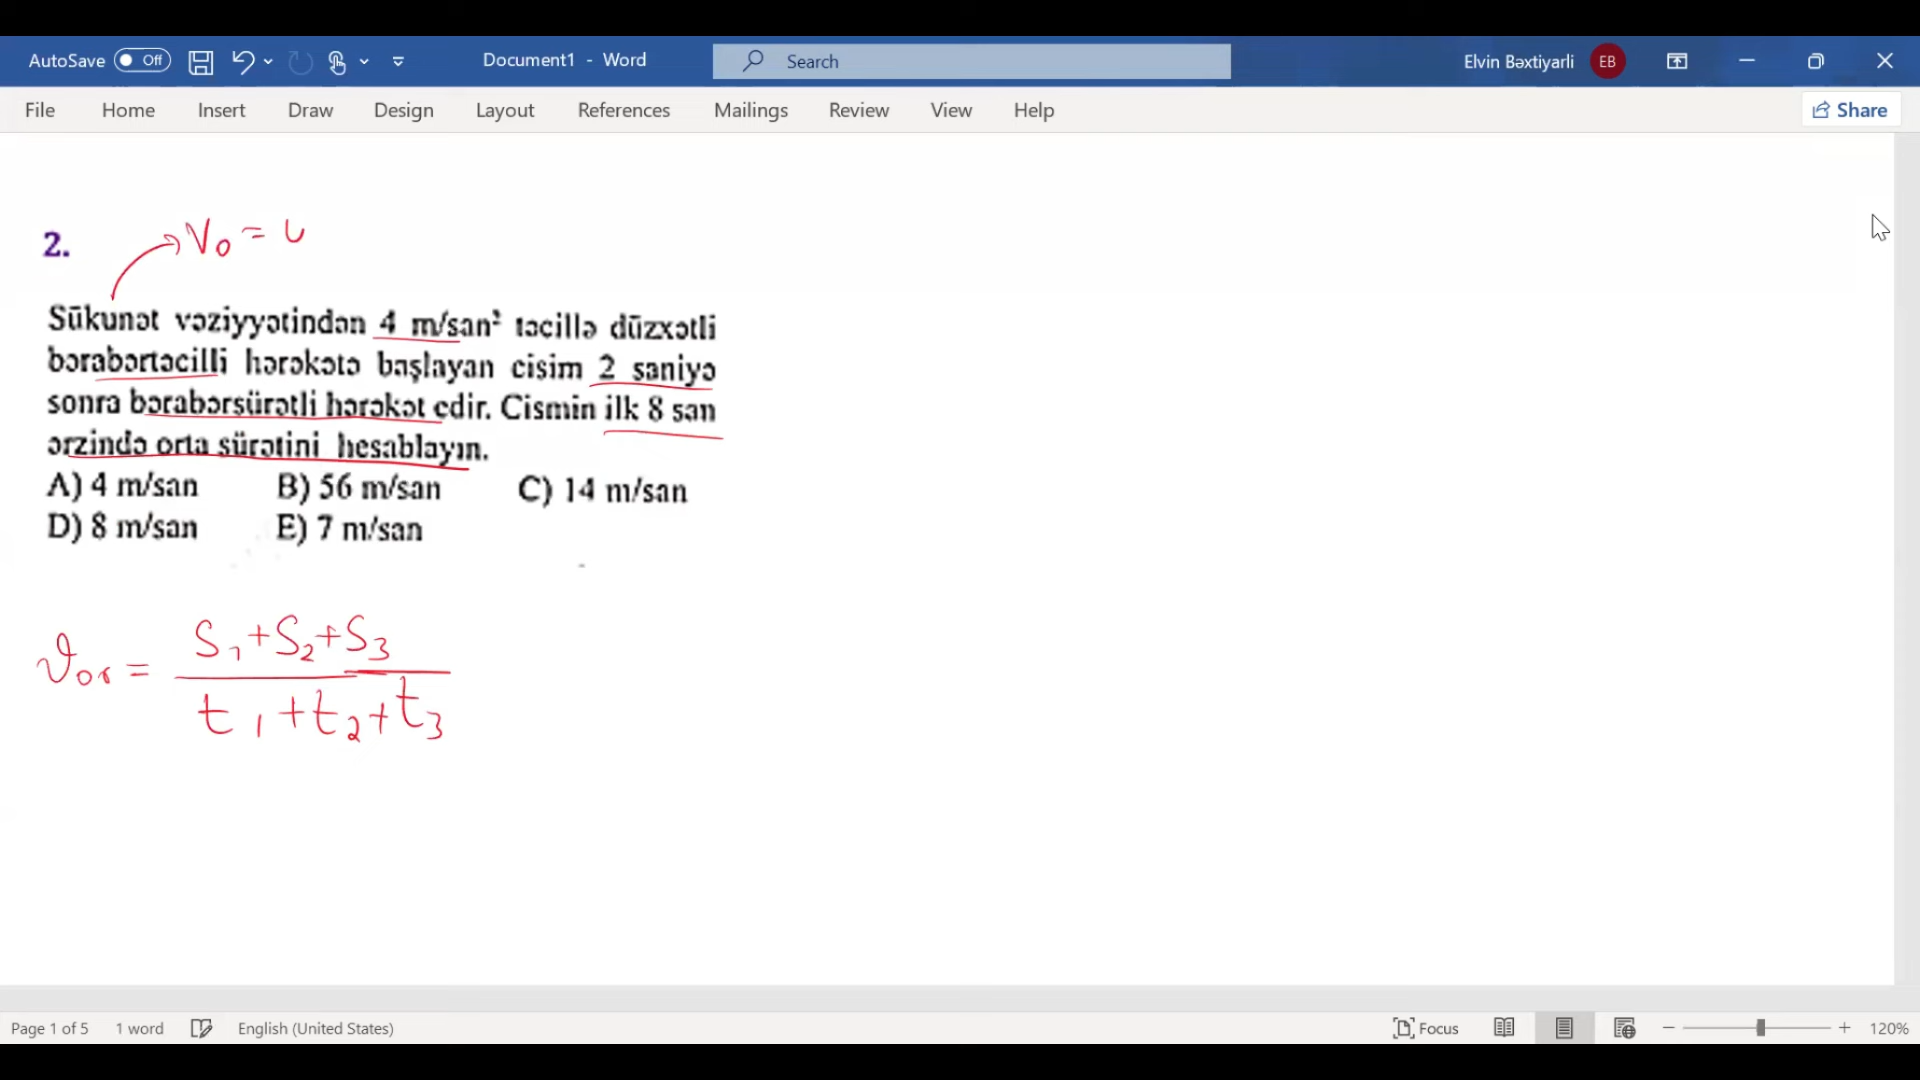 AutoSave Off Document1 - Word Search Elvin Bəxtiyarli EB
File Home Insert Draw Design Layout References Mailings Review View Help Share
2.
V₀ =
Sükunət vəziyyətindən 4 m/san² təcillə düzxətli
bərabərtəcilli hərəkətə başlayan cisim 2 saniyə
sonra bərabərsürətli hərəkət edir. Cismin ilk 8 san
ərzində orta sürətini hesablayın.
A) 4 m/san B) 56 m/san C) 14 m/san
D) 8 m/san E) 7 m/san
S₁+S₂+S₃
ϑor =
t₁+t₂+t₃
Page 1 of 5 1 word English (United States) Focus 120%